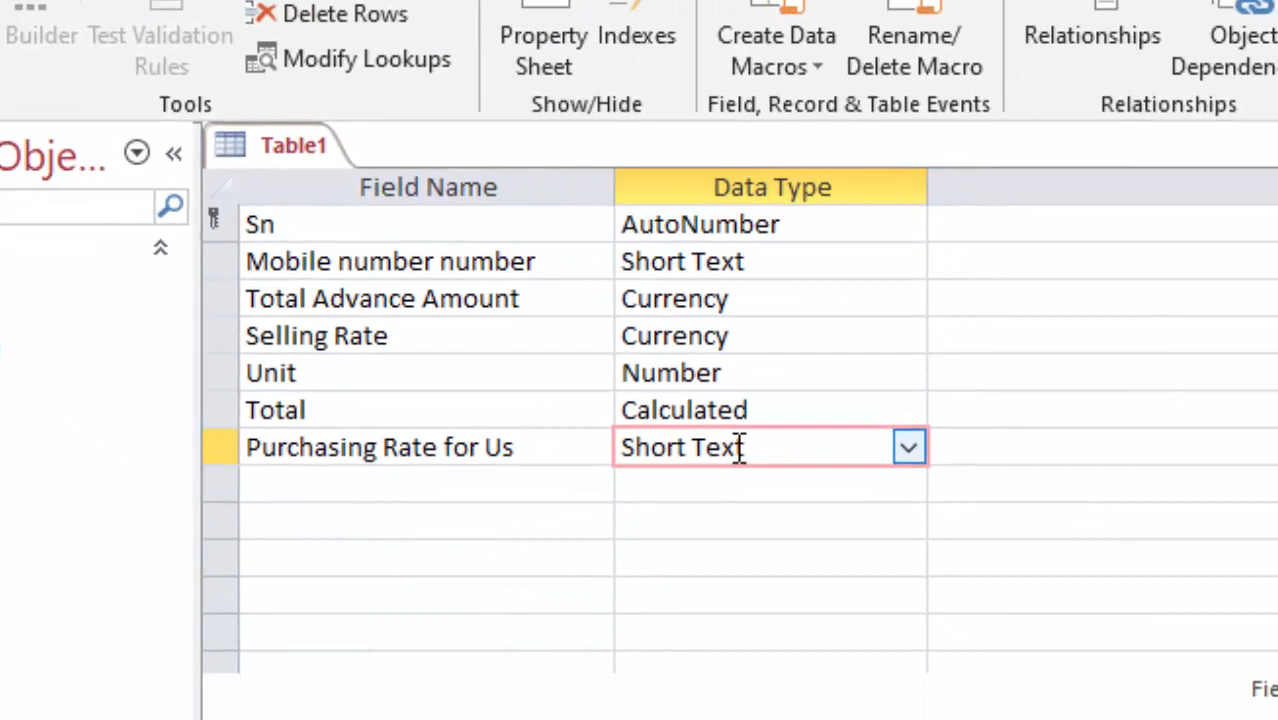 Delete Rows
Builder Test Validation Rules
Modify Lookups
Tools
Property Sheet
Indexes
Show/Hide
Create Data Macros
Rename/ Delete Macro
Field, Record & Table Events
Relationships
Object
Relationships
Obje...
Table1
Field Name Data Type
Sn AutoNumber
Mobile number number Short Text
Total Advance Amount Currency
Selling Rate Currency
Unit Number
Total Calculated
Purchasing Rate for Us Short Text